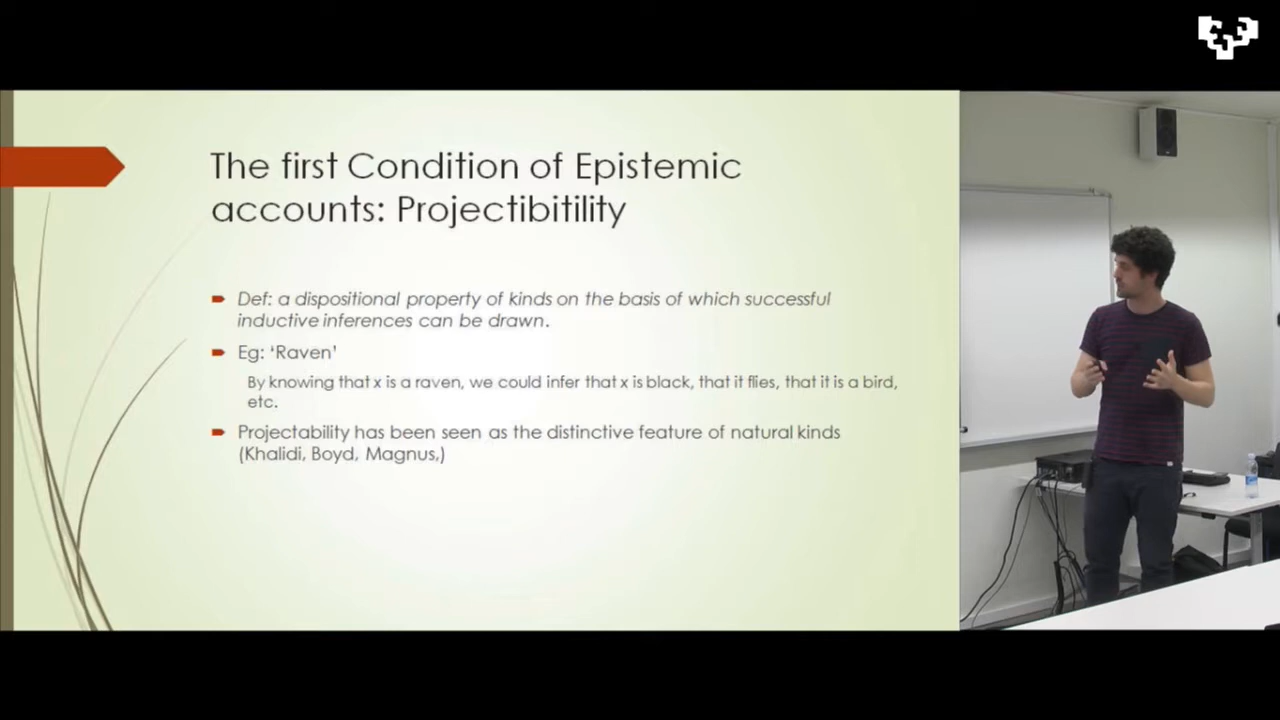 The first Condition of Epistemic
accounts: Projectibitility
Def: a dispositional property of kinds on the basis of which successful
inductive inferences can be drawn.
Eg: ‘Raven’
By knowing that x is a raven, we could infer that x is black, that it flies, that it is a bird,
etc.
Projectability has been seen as the distinctive feature of natural kinds
(Khalidi, Boyd, Magnus,)